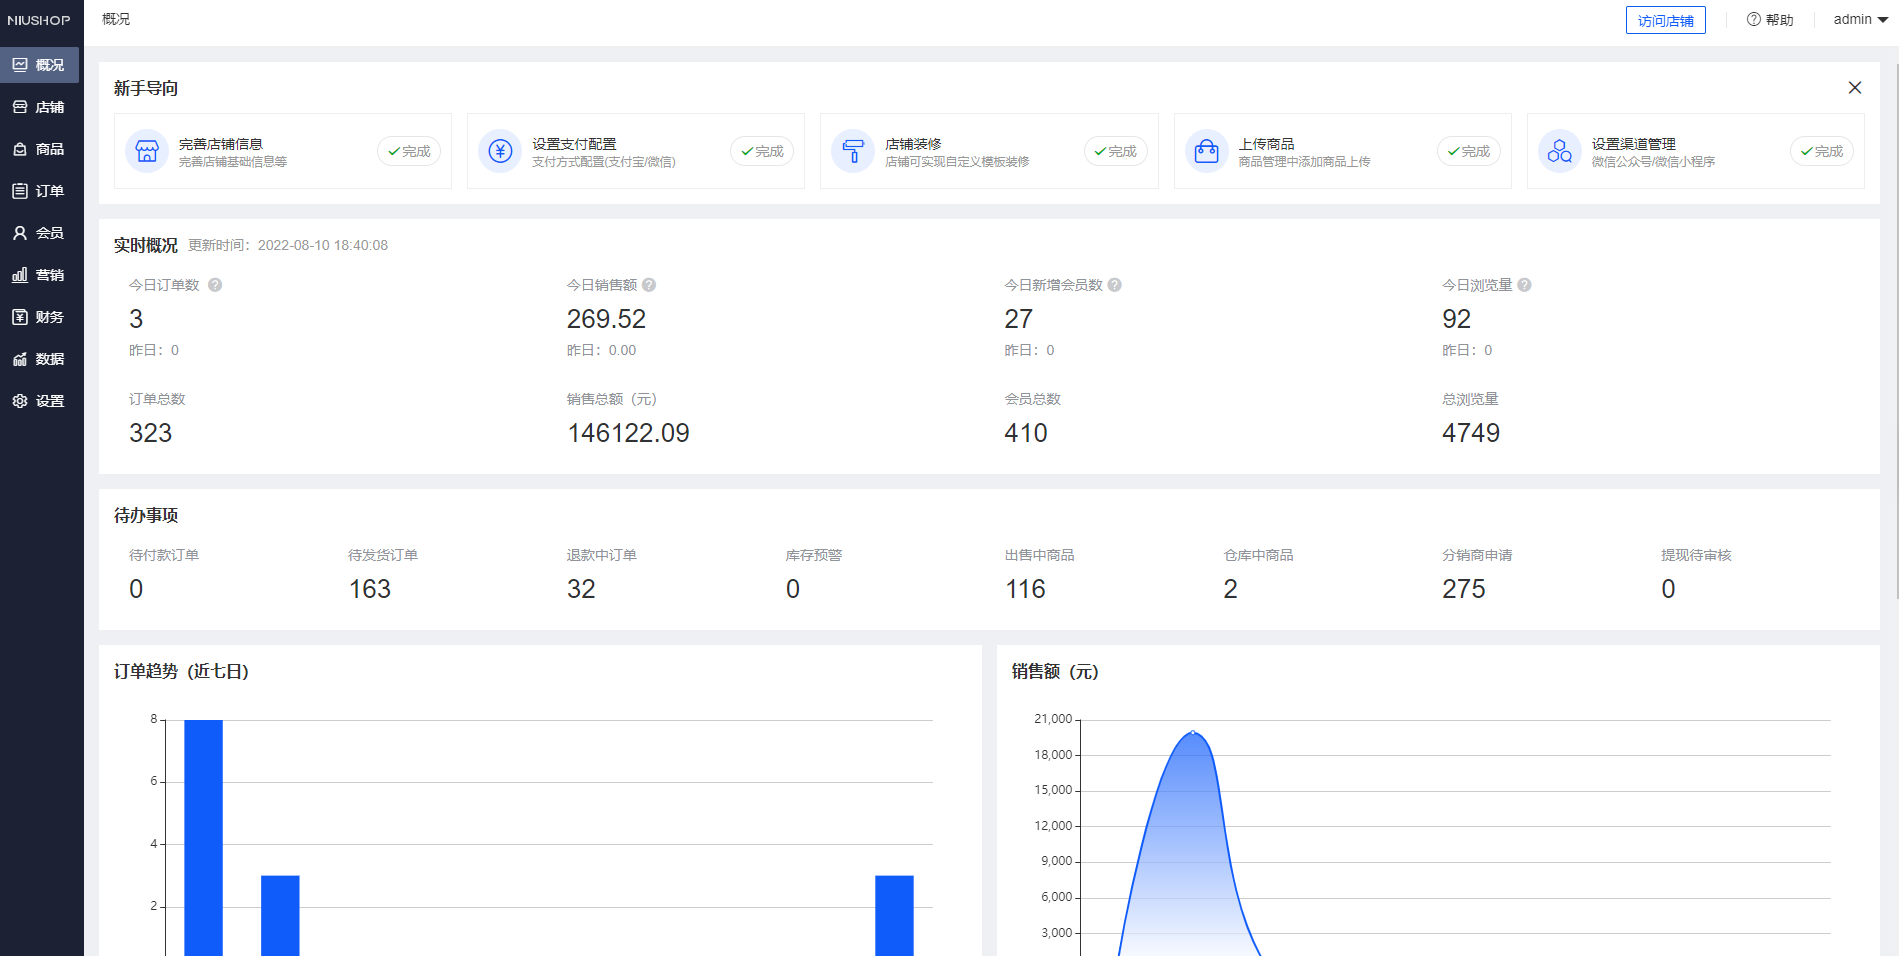 NIUSHOP
概况
访问店铺
帮助
admin
概况
店铺
商品
订单
会员
营销
财务
数据
设置
新手导向
完善店铺信息
完善店铺基础信息等
完成
设置支付配置
支付方式配置(支付宝/微信)
完成
店铺装修
店铺可实现自定义模板装修
完成
上传商品
商品管理中添加商品上传
完成
设置渠道管理
微信公众号/微信小程序
完成
实时概况 更新时间：2022-08-10 18:40:08
今日订单数 ?
3
昨日：0
今日销售额 ?
269.52
昨日：0.00
今日新增会员数 ?
27
昨日：0
今日浏览量 ?
92
昨日：0
订单总数
323
销售总额（元）
146122.09
会员总数
410
总浏览量
4749
待办事项
待付款订单
0
待发货订单
163
退款中订单
32
库存预警
0
出售中商品
116
仓库中商品
2
分销商申请
275
提现待审核
0
订单趋势（近七日）
8
6
4
2
销售额（元）
21,000
18,000
15,000
12,000
9,000
6,000
3,000